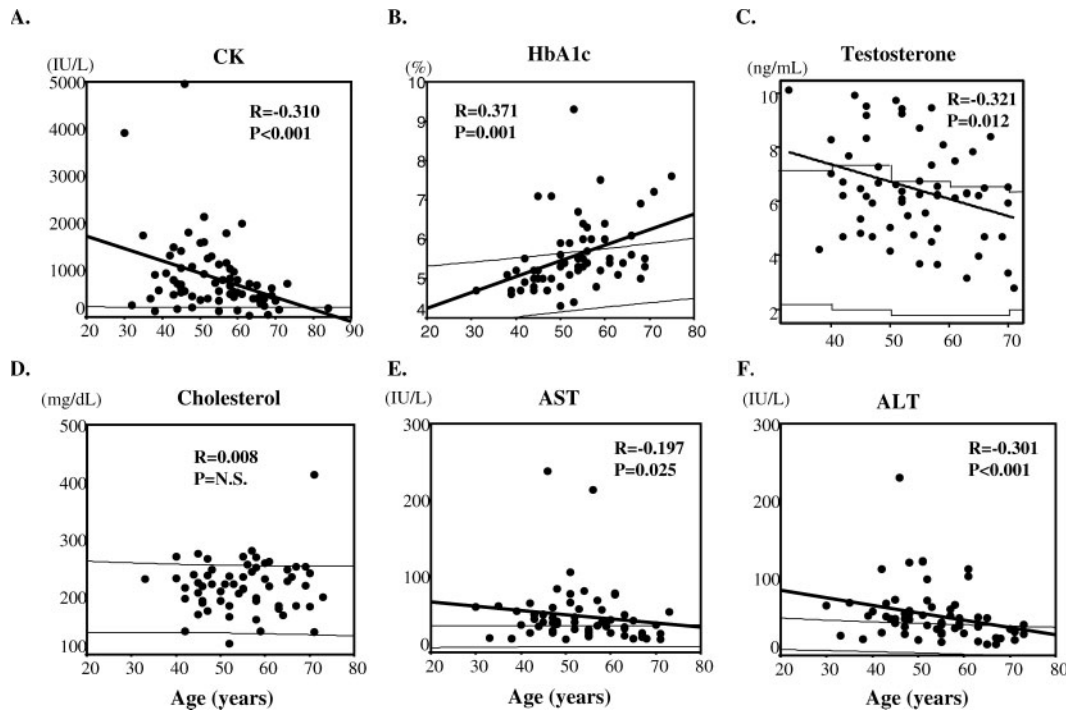 A.
CK
(IU/L)
5000
4000
3000
2000
1000
0
R=-0.310
P<0.001
20 30 40 50 60 70 80 90
B.
HbA1c
(%)
10
9
8
7
6
5
4
R=0.371
P=0.001
20 30 40 50 60 70 80
C.
Testosterone
(ng/mL)
10
8
6
4
2
R=-0.321
P=0.012
40 50 60 70
D.
Cholesterol
(mg/dL)
500
400
300
200
100
R=0.008
P=N.S.
20 30 40 50 60 70 80
Age (years)
E.
AST
(IU/L)
300
200
100
0
R=-0.197
P=0.025
20 30 40 50 60 70 80
Age (years)
F.
ALT
(IU/L)
300
200
100
0
R=-0.301
P<0.001
20 30 40 50 60 70 80
Age (years)